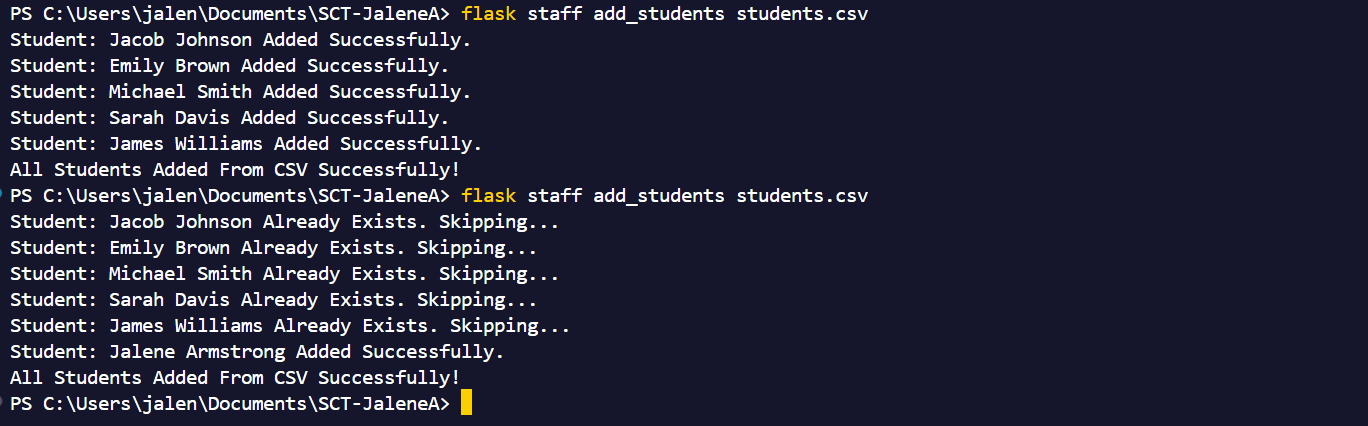 PS C:\Users\jalen\Documents\SCT-JaleneA> flask staff add_students students.csv
Student: Jacob Johnson Added Successfully.
Student: Emily Brown Added Successfully.
Student: Michael Smith Added Successfully.
Student: Sarah Davis Added Successfully.
Student: James Williams Added Successfully.
All Students Added From CSV Successfully!
PS C:\Users\jalen\Documents\SCT-JaleneA> flask staff add_students students.csv
Student: Jacob Johnson Already Exists. Skipping...
Student: Emily Brown Already Exists. Skipping...
Student: Michael Smith Already Exists. Skipping...
Student: Sarah Davis Already Exists. Skipping...
Student: James Williams Already Exists. Skipping...
Student: Jalene Armstrong Added Successfully.
All Students Added From CSV Successfully!
PS C:\Users\jalen\Documents\SCT-JaleneA>